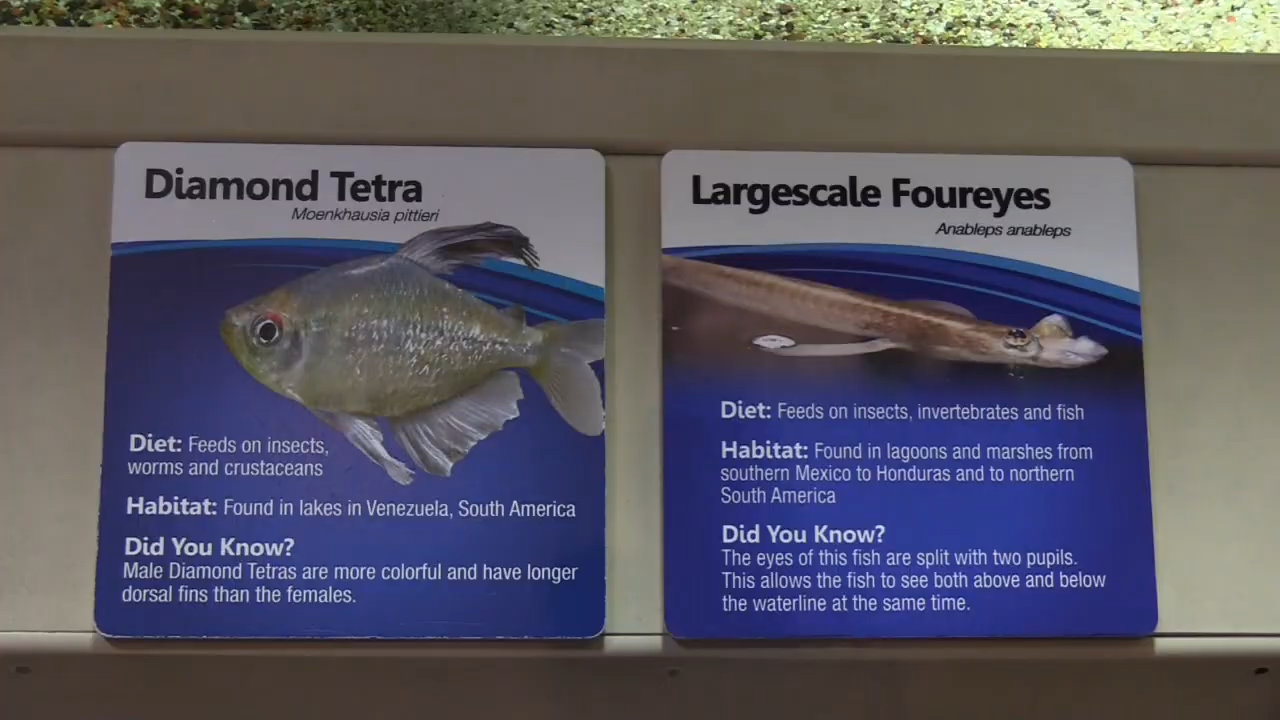 Diamond Tetra
Moenkhausia pittieri
Diet: Feeds on insects,
worms and crustaceans
Habitat: Found in lakes in Venezuela, South America
Did You Know?
Male Diamond Tetras are more colorful and have longer
dorsal fins than the females.
Largescale Foureyes
Anableps anableps
Diet: Feeds on insects, invertebrates and fish
Habitat: Found in lagoons and marshes from
southern Mexico to Honduras and to northern
South America
Did You Know?
The eyes of this fish are split with two pupils.
This allows the fish to see both above and below
the waterline at the same time.